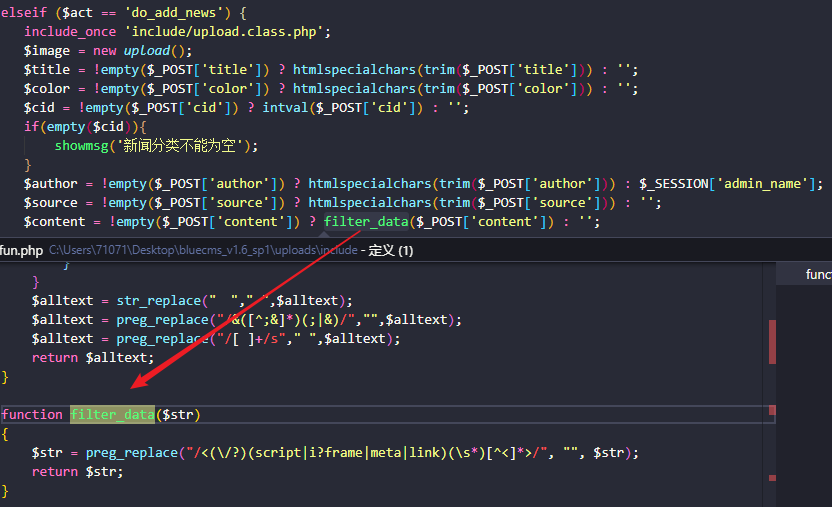 elseif ($act == 'do_add_news') {
include_once 'include/upload.class.php';
$image = new upload();
$title = !empty($_POST['title']) ? htmlspecialchars(trim($_POST['title'])) : '';
$color = !empty($_POST['color']) ? htmlspecialchars(trim($_POST['color'])) : '';
$cid = !empty($_POST['cid']) ? intval($_POST['cid']) : '';
if(empty($cid)){
showmsg('新闻分类不能为空');
}
$author = !empty($_POST['author']) ? htmlspecialchars(trim($_POST['author'])) : $_SESSION['admin_name'];
$source = !empty($_POST['source']) ? htmlspecialchars(trim($_POST['source'])) : '';
$content = !empty($_POST['content']) ? filter_data($_POST['content']) : '';
fun.php C:\Users\71071\Desktop\bluecms_v1.6_sp1\uploads\include - 定义 (1)
}
func
}
$alltext = str_replace("  "," ",$alltext);
$alltext = preg_replace("/&([^;&]*)(;|&)/","",$alltext);
$alltext = preg_replace("/[ ]+/s"," ",$alltext);
return $alltext;
}
function filter_data($str)
{
$str = preg_replace("/<(\/?)(script|i?frame|meta|link)(\s*)[^<]*>/", "", $str);
return $str;
}